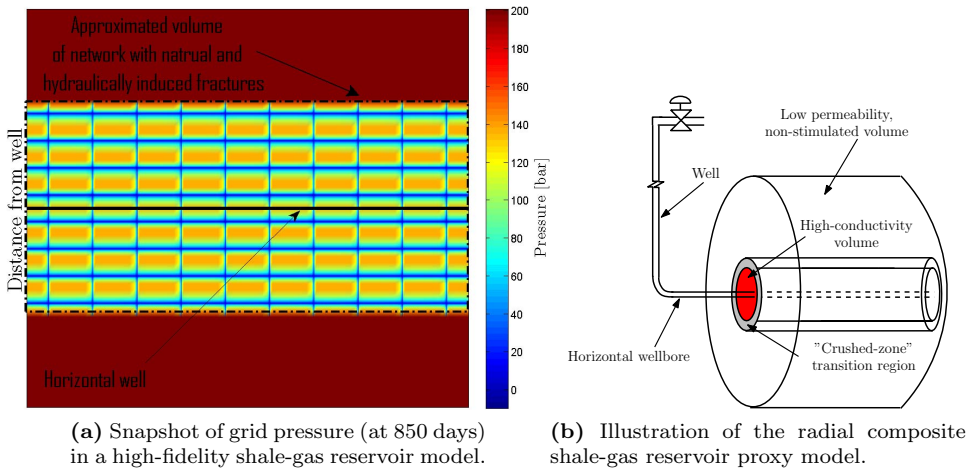 Approximated volume
of network with natrual and
hydraulically induced fractures
Distance from well
Horizontal well
200
180
160
140
120
100
80
60
40
20
0
Pressure [bar]
(a) Snapshot of grid pressure (at 850 days)
in a high-fidelity shale-gas reservoir model.
Low permeability,
non-stimulated volume
Well
High-conductivity
volume
Horizontal wellbore
"Crushed-zone"
transition region
(b) Illustration of the radial composite
shale-gas reservoir proxy model.